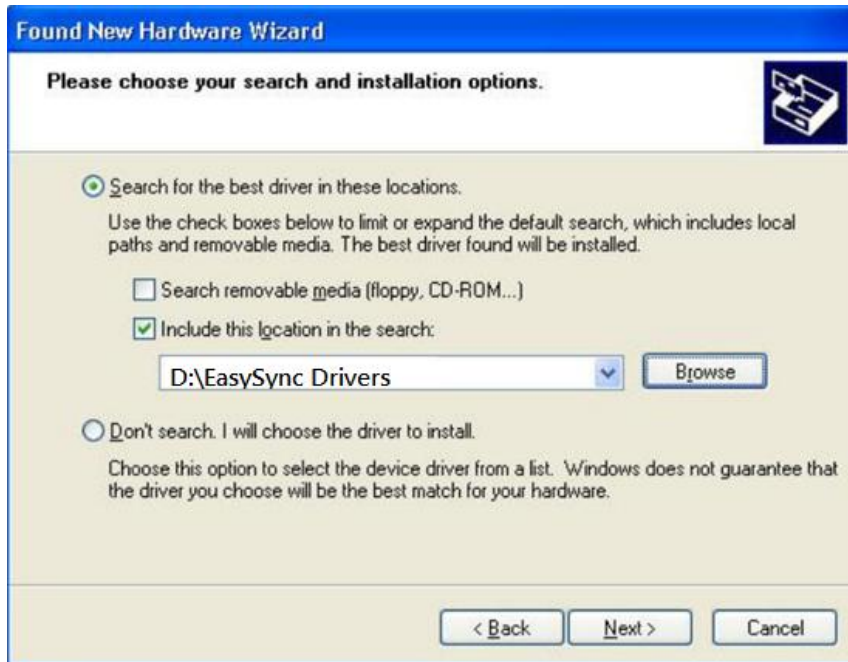 Found New Hardware Wizard
Please choose your search and installation options.
Search for the best driver in these locations.
Use the check boxes below to limit or expand the default search, which includes local
paths and removable media. The best driver found will be installed.
Search removable media (floppy, CD-ROM...)
Include this location in the search:
D:\EasySync Drivers
Browse
Don't search. I will choose the driver to install.
Choose this option to select the device driver from a list. Windows does not guarantee that
the driver you choose will be the best match for your hardware.
< Back
Next >
Cancel